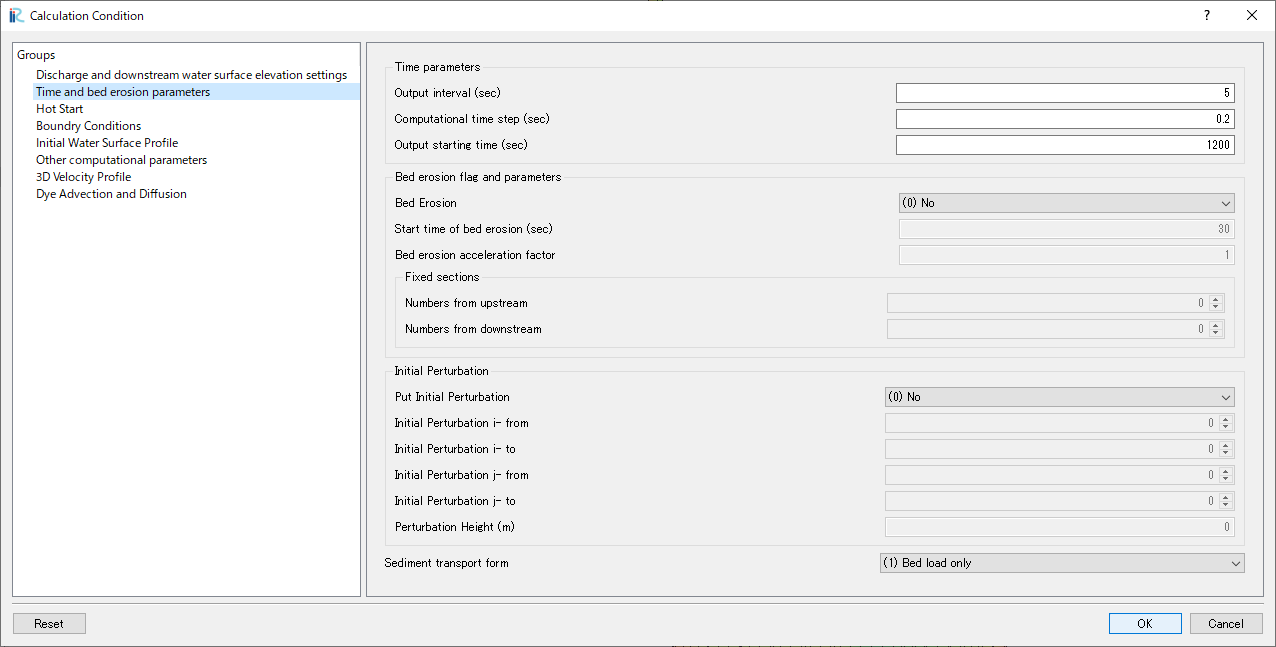 Calculation Condition
?
Groups
Discharge and downstream water surface elevation settings
Time and bed erosion parameters
Hot Start
Boundry Conditions
Initial Water Surface Profile
Other computational parameters
3D Velocity Profile
Dye Advection and Diffusion
Time parameters
Output interval (sec) 5
Computational time step (sec) 0.2
Output starting time (sec) 1200
Bed erosion flag and parameters
Bed Erosion (0) No
Start time of bed erosion (sec) 30
Bed erosion acceleration factor 1
Fixed sections
Numbers from upstream 0
Numbers from downstream 0
Initial Perturbation
Put Initial Perturbation (0) No
Initial Perturbation i- from 0
Initial Perturbation i- to 0
Initial Perturbation j- from 0
Initial Perturbation j- to 0
Perturbation Height (m) 0
Sediment transport form (1) Bed load only
Reset OK Cancel